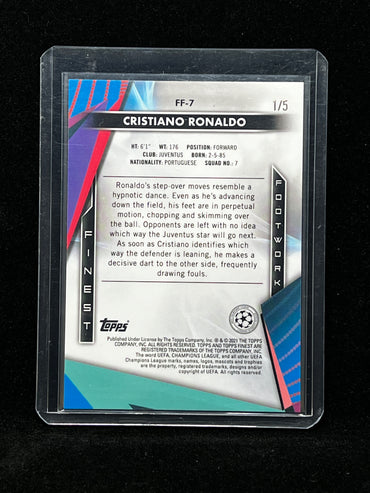 FF-7
1/5
CRISTIANO RONALDO
HT: 6'1" WT: 176 POSITION: FORWARD
CLUB: JUVENTUS BORN: 2-5-85
NATIONALITY: PORTUGUESE SQUAD NO.: 7
Ronaldo's step-over moves resemble a
hypnotic dance. Even as he's advancing
down the field, his feet are in perpetual
motion, chopping and skimming over the
ball. Opponents are left with no idea
which way the Juventus star will go next.
As soon as Cristiano identifies which
way the defender is leaning, he makes
a decisive dart to the other side, frequently
drawing fouls.
FINEST
FOOTWORK
Topps
Published Under License by The Topps Company, Inc. ® & © 2021 THE TOPPS
COMPANY, INC. ALL RIGHTS RESERVED. TOPPS AND TOPPS FINEST ARE
REGISTERED TRADEMARKS OF THE TOPPS COMPANY, INC.
The word UEFA, CHAMPIONS LEAGUE, and all other UEFA
Champions League marks, names, logos, mascots and trophies
are the property, registered trademarks, designs and/or
copyright of UEFA. All rights reserved.